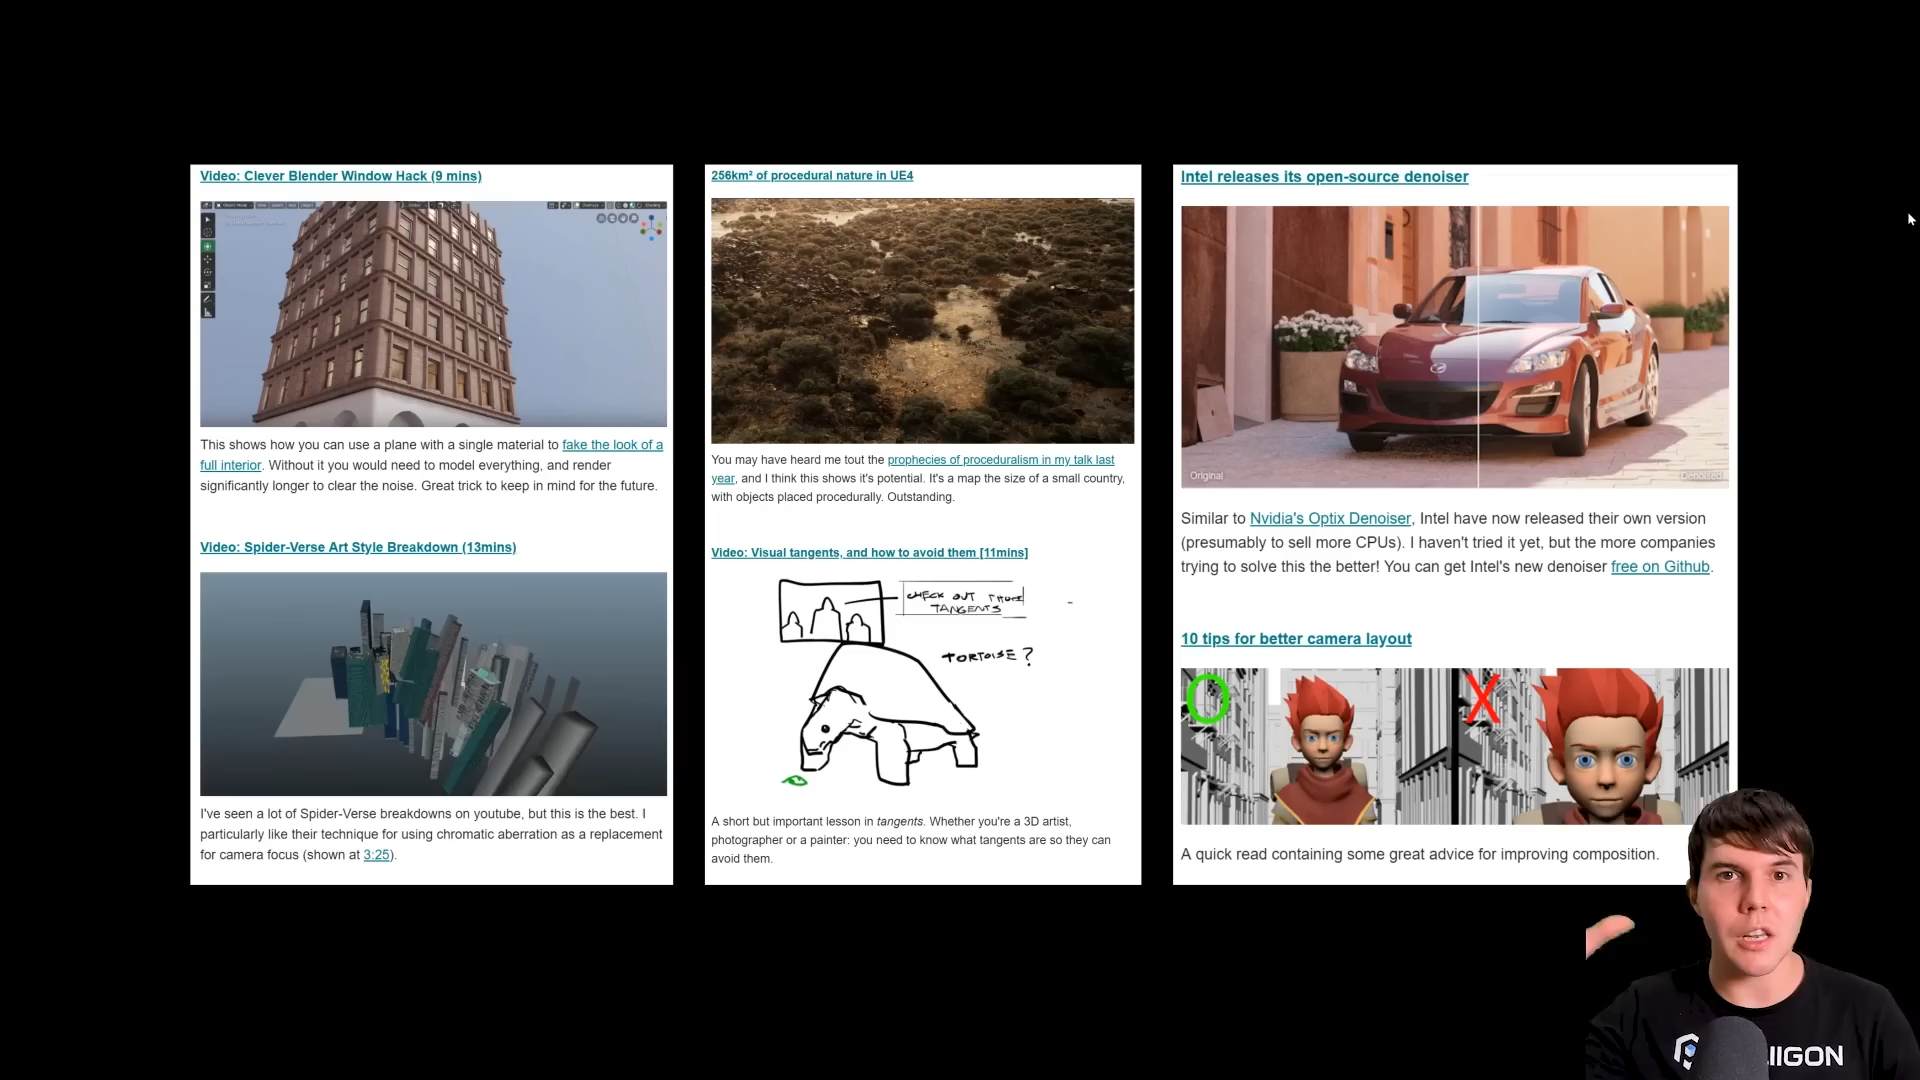 Video: Clever Blender Window Hack (9 mins)
This shows how you can use a plane with a single material to fake the look of a
full interior. Without it you would need to model everything, and render
significantly longer to clear the noise. Great trick to keep in mind for the future.
Video: Spider-Verse Art Style Breakdown (13mins)
I've seen a lot of Spider-Verse breakdowns on youtube, but this is the best. I
particularly like their technique for using chromatic aberration as a replacement
for camera focus (shown at 3:25).
256km² of procedural nature in UE4
You may have heard me tout the prophecies of proceduralism in my talk last
year, and I think this shows it's potential. It's a map the size of a small country,
with objects placed procedurally. Outstanding.
Video: Visual tangents, and how to avoid them [11mins]
CHECK OUT THOSE
TANGENTS
TORTOISE?
A short but important lesson in tangents. Whether you're a 3D artist,
photographer or a painter: you need to know what tangents are so they can
avoid them.
Intel releases its open-source denoiser
Original
Denoised
Similar to Nvidia's Optix Denoiser, Intel have now released their own version
(presumably to sell more CPUs). I haven't tried it yet, but the more companies
trying to solve this the better! You can get Intel's new denoiser free on Github.
10 tips for better camera layout
O X
A quick read containing some great advice for improving composition.
IIGON